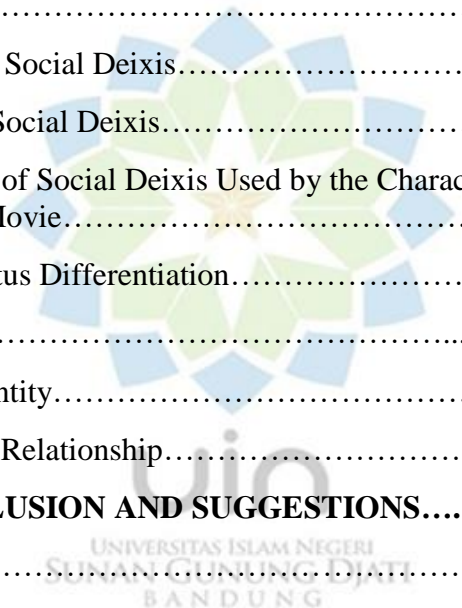 …………………………………………
Social Deixis…………………………
Social Deixis…………………………
of Social Deixis Used by the Charac
Movie…………………………………
tus Differentiation……………………
…………………………………………...
ntity……………………………………
Relationship……………………………
LUSION AND SUGGESTIONS….
uin
UNIVERSITAS ISLAM NEGERI
SUNAN GUNUNG DJATI
…………………………………………
BANDUNG